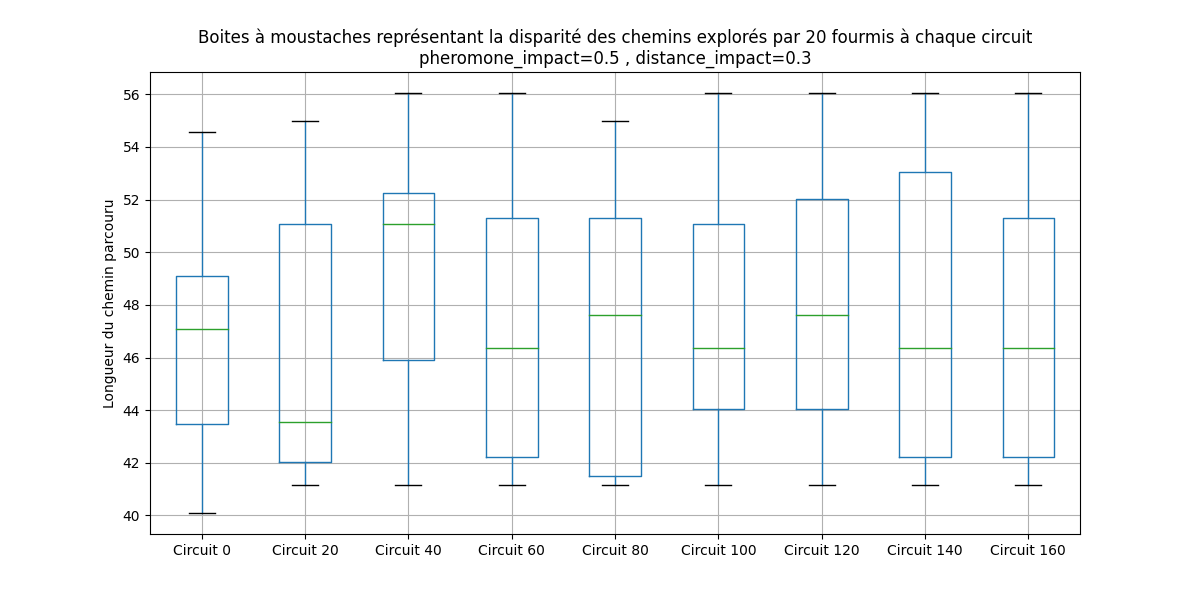 Boites à moustaches représentant la disparité des chemins explorés par 20 fourmis à chaque circuit
pheromone_impact=0.5 , distance_impact=0.3
Longueur du chemin parcouru
56
54
52
50
48
46
44
42
40
Circuit 0
Circuit 20
Circuit 40
Circuit 60
Circuit 80
Circuit 100
Circuit 120
Circuit 140
Circuit 160